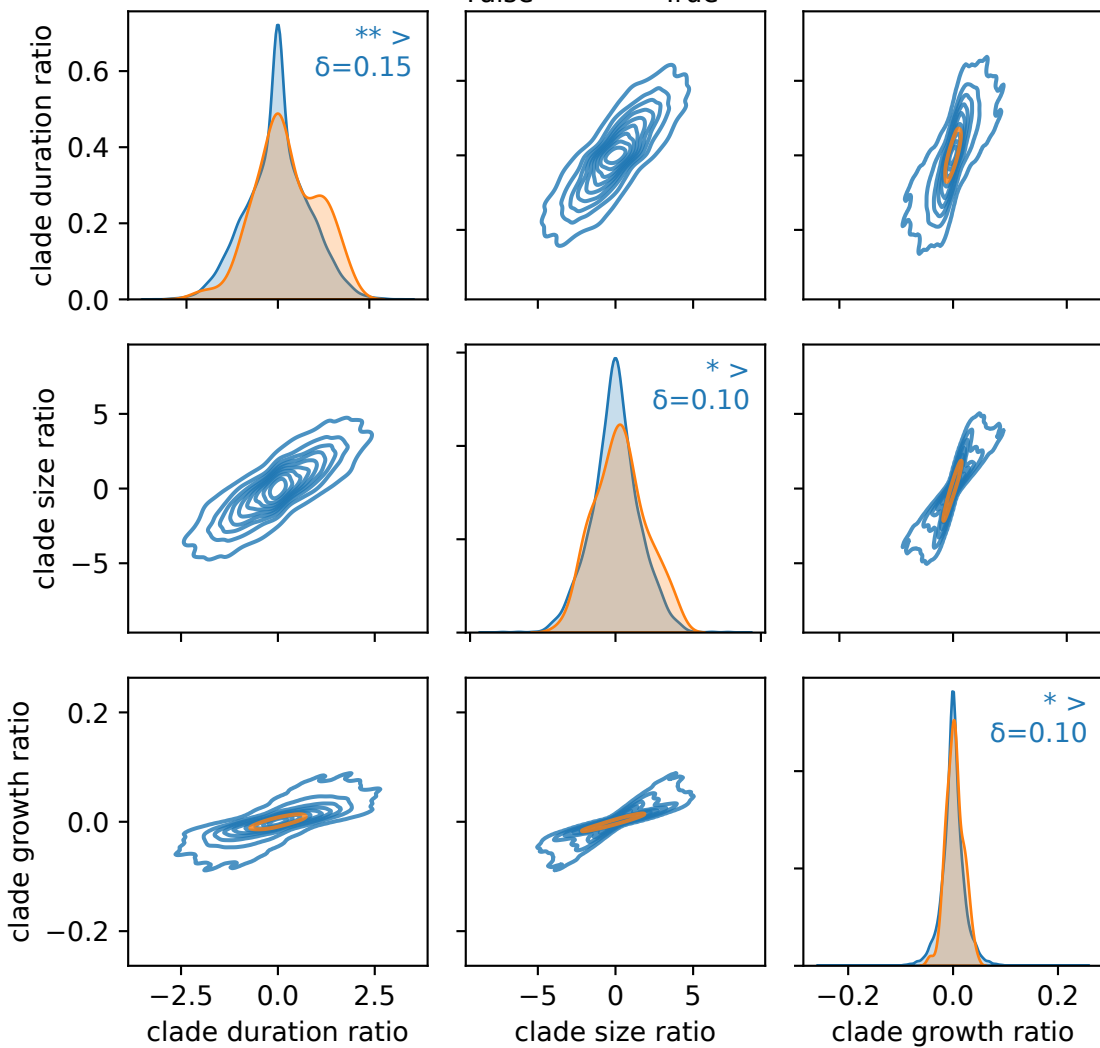 clade duration ratio
0.6
0.4
0.2
0.0
** >
δ=0.15
clade size ratio
5
0
−5
* >
δ=0.10
clade growth ratio
0.2
0.0
−0.2
* >
δ=0.10
−2.5 0.0 2.5
−5 0 5
−0.2 0.0 0.2
clade duration ratio
clade size ratio
clade growth ratio